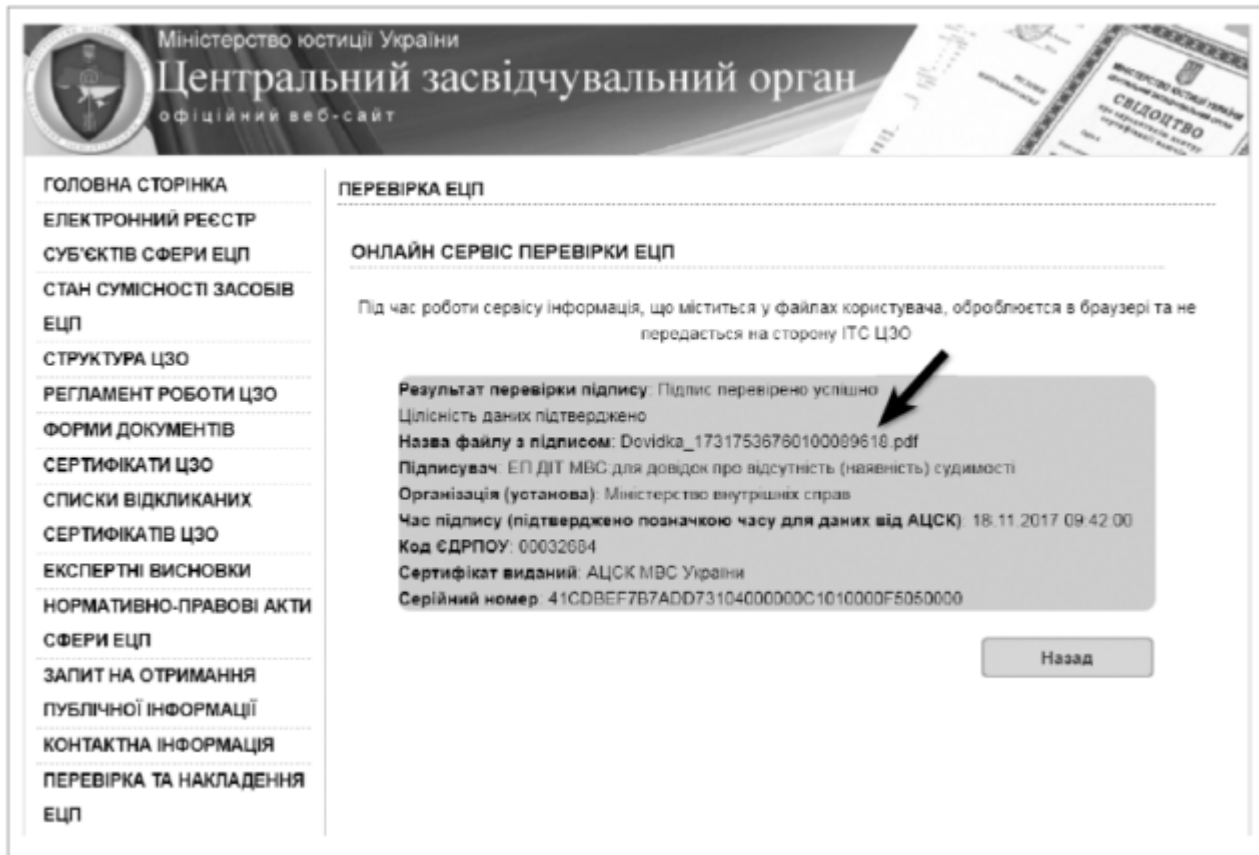 Міністерство юстиції України
Центральний засвідчувальний орган
офіційний веб-сайт
СВІДОЦТВО
ГОЛОВНА СТОРІНКА
ЕЛЕКТРОННИЙ РЕЄСТР
СУБ'ЄКТІВ СФЕРИ ЕЦП
СТАН СУМІСНОСТІ ЗАСОБІВ
ЕЦП
СТРУКТУРА ЦЗО
РЕГЛАМЕНТ РОБОТИ ЦЗО
ФОРМИ ДОКУМЕНТІВ
СЕРТИФІКАТИ ЦЗО
СПИСКИ ВІДКЛИКАНИХ
СЕРТИФІКАТІВ ЦЗО
ЕКСПЕРТНІ ВИСНОВКИ
НОРМАТИВНО-ПРАВОВІ АКТИ
СФЕРИ ЕЦП
ЗАПИТ НА ОТРИМАННЯ
ПУБЛІЧНОЇ ІНФОРМАЦІЇ
КОНТАКТНА ІНФОРМАЦІЯ
ПЕРЕВІРКА ТА НАКЛАДЕННЯ
ЕЦП
ПЕРЕВІРКА ЕЦП
ОНЛАЙН СЕРВІС ПЕРЕВІРКИ ЕЦП
Під час роботи сервісу інформація, що міститься у файлах користувача, оброблюєтся в браузері та не
передається на сторону ІТС ЦЗО
Результат перевірки підпису: Підпис перевірено успішно
Цілісність даних підтверджено
Назва файлу з підписом: Dovidka_17317536760100089618.pdf
Підписувач: ЕП ДІТ МВС для довідок про відсутність (наявність) судимості
Організація (установа): Міністерство внутрішніх справ
Час підпису (підтверджено позначкою часу для даних від АЦСК): 18.11.2017 09:42:00
Код ЄДРПОУ: 00032684
Сертифікат виданий: АЦСК МВС України
Серійний номер: 41CDBEF7B7ADD73104000000C1010000F5050000
Назад